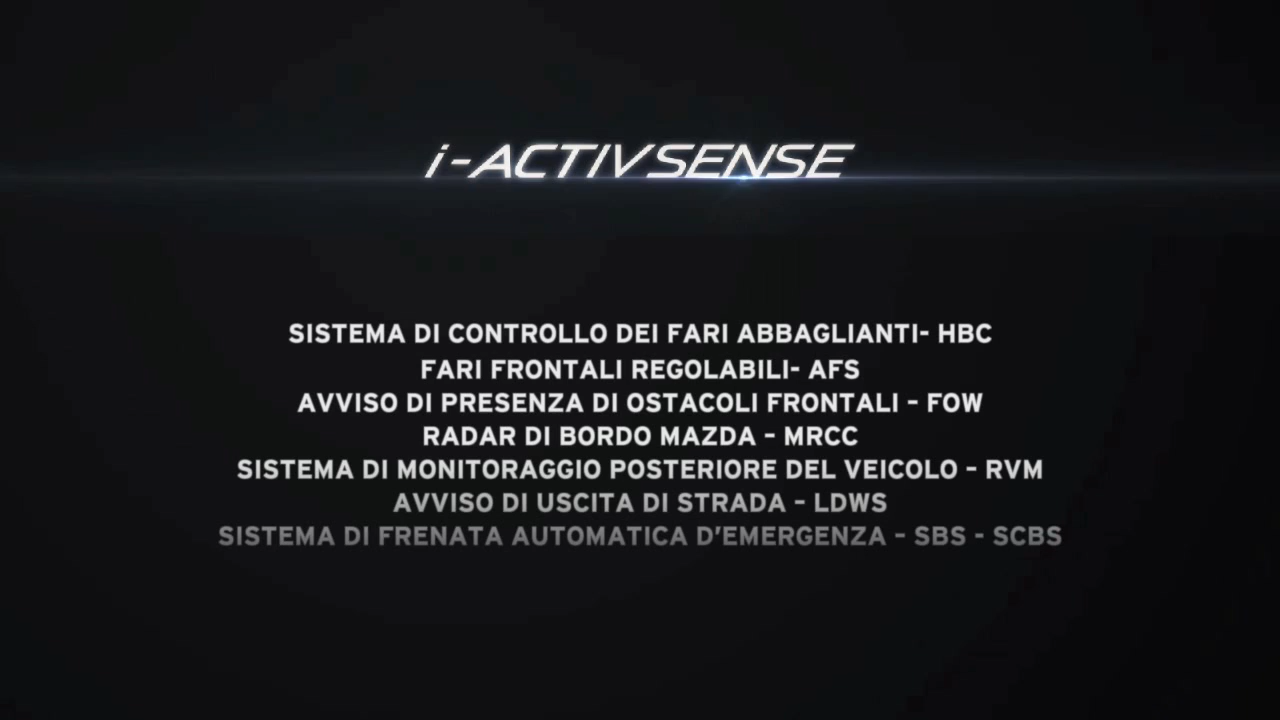 i-ACTIVSENSE
SISTEMA DI CONTROLLO DEI FARI ABBAGLIANTI- HBC
FARI FRONTALI REGOLABILI- AFS
AVVISO DI PRESENZA DI OSTACOLI FRONTALI – FOW
RADAR DI BORDO MAZDA – MRCC
SISTEMA DI MONITORAGGIO POSTERIORE DEL VEICOLO – RVM
AVVISO DI USCITA DI STRADA – LDWS
SISTEMA DI FRENATA AUTOMATICA D’EMERGENZA – SBS - SCBS